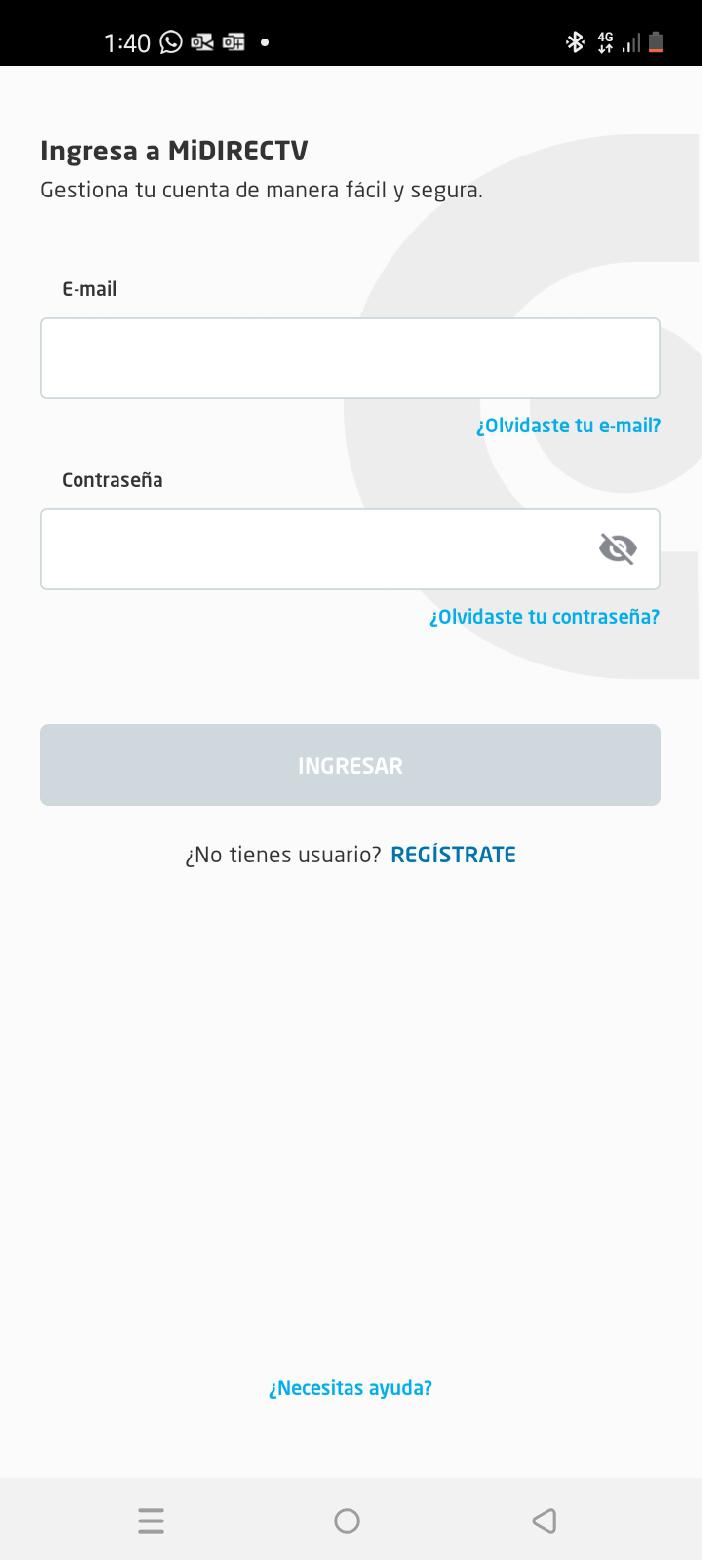 1:40
4G
Ingresa a MiDIRECTV
Gestiona tu cuenta de manera fácil y segura.
E-mail
¿Olvidaste tu e-mail?
Contraseña
¿Olvidaste tu contraseña?
INGRESAR
¿No tienes usuario? REGÍSTRATE
¿Necesitas ayuda?